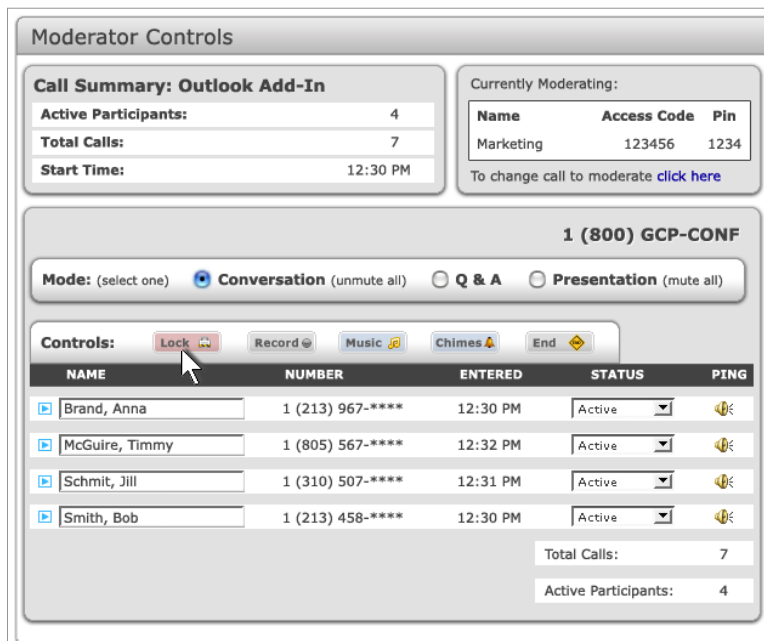 Moderator Controls
Call Summary: Outlook Add-In
Active Participants: 4
Total Calls: 7
Start Time: 12:30 PM
Currently Moderating:
Name Access Code Pin
Marketing 123456 1234
To change call to moderate click here
1 (800) GCP-CONF
Mode: (select one) Conversation (unmute all) Q & A Presentation (mute all)
Controls: Lock Record Music Chimes End
NAME NUMBER ENTERED STATUS PING
Brand, Anna 1 (213) 967-**** 12:30 PM Active
McGuire, Timmy 1 (805) 567-**** 12:32 PM Active
Schmit, Jill 1 (310) 507-**** 12:31 PM Active
Smith, Bob 1 (213) 458-**** 12:30 PM Active
Total Calls: 7
Active Participants: 4